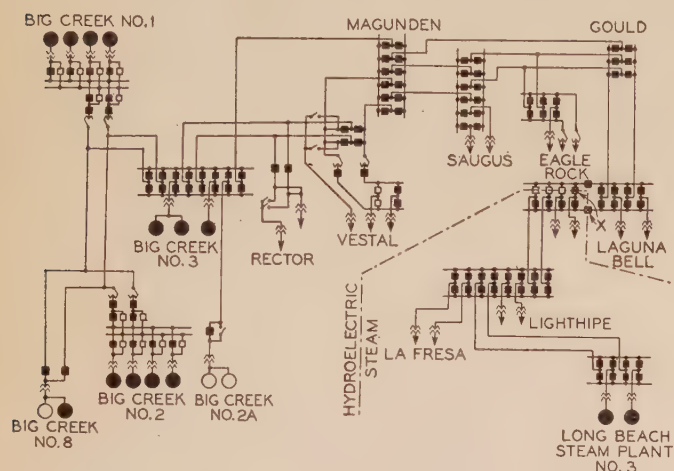 BIG CREEK NO.1
MAGUNDEN
GOULD
SAUGUS
EAGLE
ROCK
BIG CREEK
NO.3
RECTOR
VESTAL
X
LAGUNA
BELL
HYDROELECTRIC
STEAM
LA FRESA
LIGHTHIPE
BIG CREEK
NO.8
BIG CREEK
NO.2
BIG CREEK
NO.2A
LONG BEACH
STEAM PLANT
NO.3